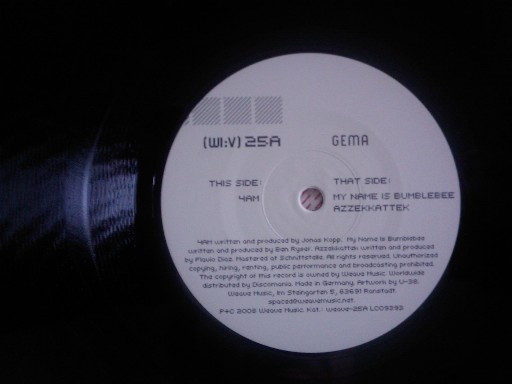 (WI:V) 25A
GEMA
THIS SIDE:
4AM
THAT SIDE:
MY NAME IS BUMBLEBEE
AZZEKKATTEK
4AM written and produced by Jonas Kopp. My Name is Bumblebee
written and produced by Ben Ryser. Azzekkattek written and produced
by Flavio Diaz. Mastered at Schnittstelle. All rights reserved. Unauthorized
copying, hiring, renting, public performance and broadcasting prohibited.
The copyright of this record is owned by Weave Music. Worldwide
distributed by Discomania. Made in Germany. Artwork by U-38.
Weave Music, Im Steingarten 5, 63691 Ranstadt.
spaced@weavemusic.net
P+C 2008 Weave Music. Kat.: weave-25A LC09393